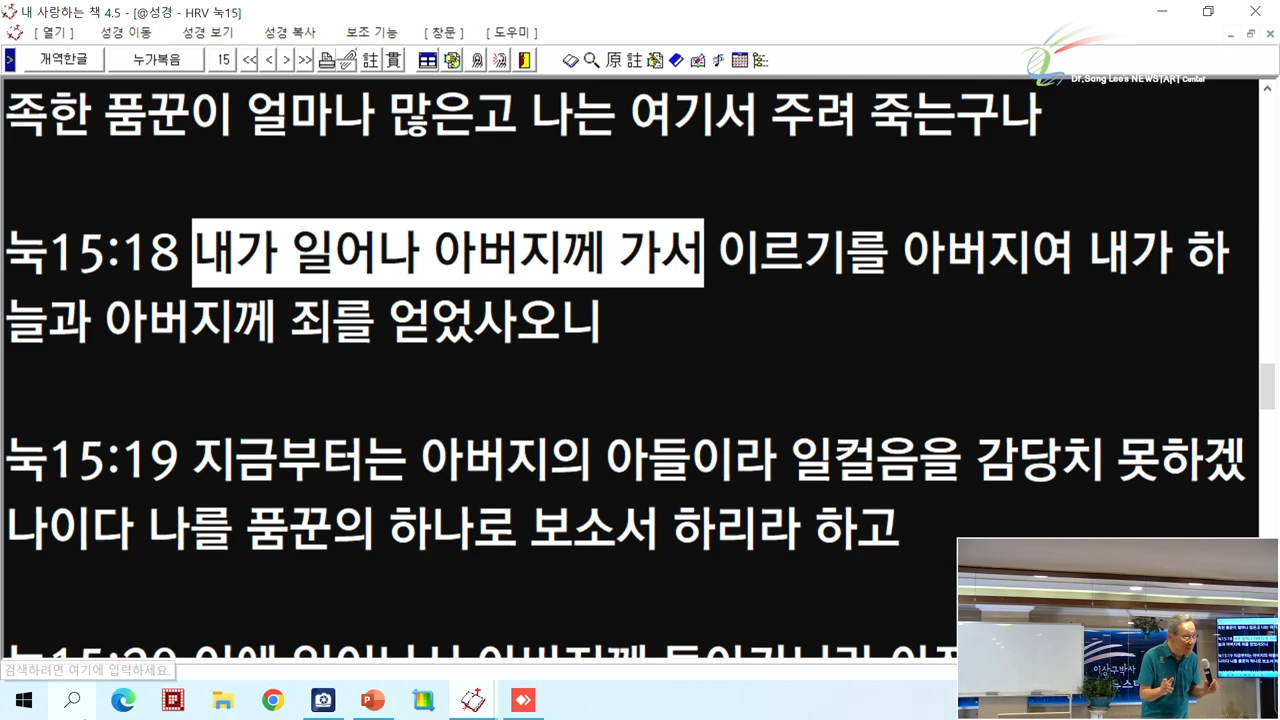 내 사랑하는 책 4.5 - [@성경 - HRV 눅15]
[ 열기 ] 성경 이동 성경 보기 성경 복사 보조 기능 [ 창문 ] [ 도우미 ]
> 개역한글 누가복음 15 << < > >> 註 貫 原 註
Dr.Sang Lee's NEWSTART Center
족한 품꾼이 얼마나 많은고 나는 여기서 주려 죽는구나
눅15:18 내가 일어나 아버지께 가서 이르기를 아버지여 내가 하
늘과 아버지께 죄를 얻었사오니
눅15:19 지금부터는 아버지의 아들이라 일컬음을 감당치 못하겠
나이다 나를 품꾼의 하나로 보소서 하리라 하고
검색하려면 여기에 입력하세요.
이상구박사